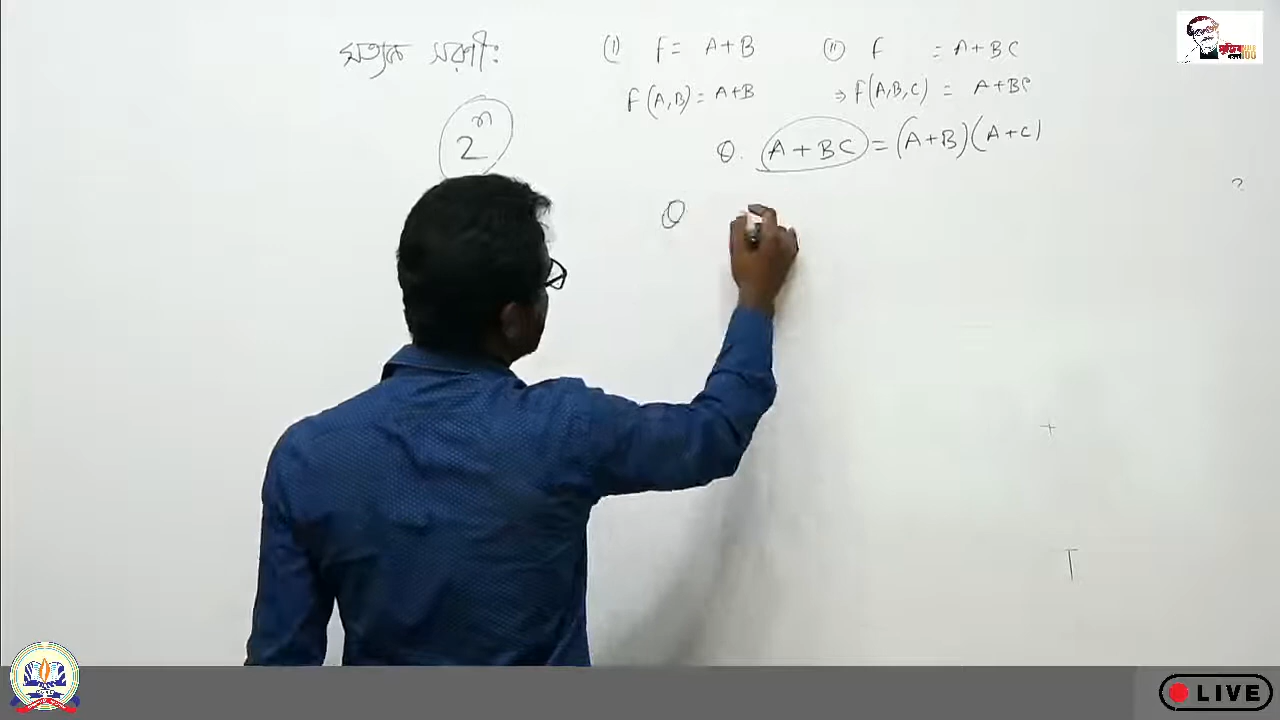 সত্যক সরণী: (i) F = A+B (ii) F = A+BC
F(A,B) = A+B ⇒ F(A,B,C) = A+BC
2ⁿ
Q. A+BC = (A+B)(A+C)
?
Q
+
T
LIVE